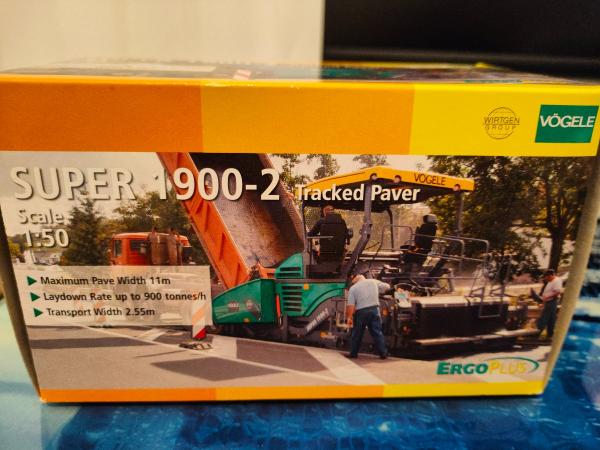 WIRTGEN
GROUP
VÖGELE
SUPER 1900-2 Tracked Paver
Scale
1:50
VÖGELE
Maximum Pave Width 11m
Laydown Rate up to 900 tonnes/h
Transport Width 2.55m
ERGOPLUS